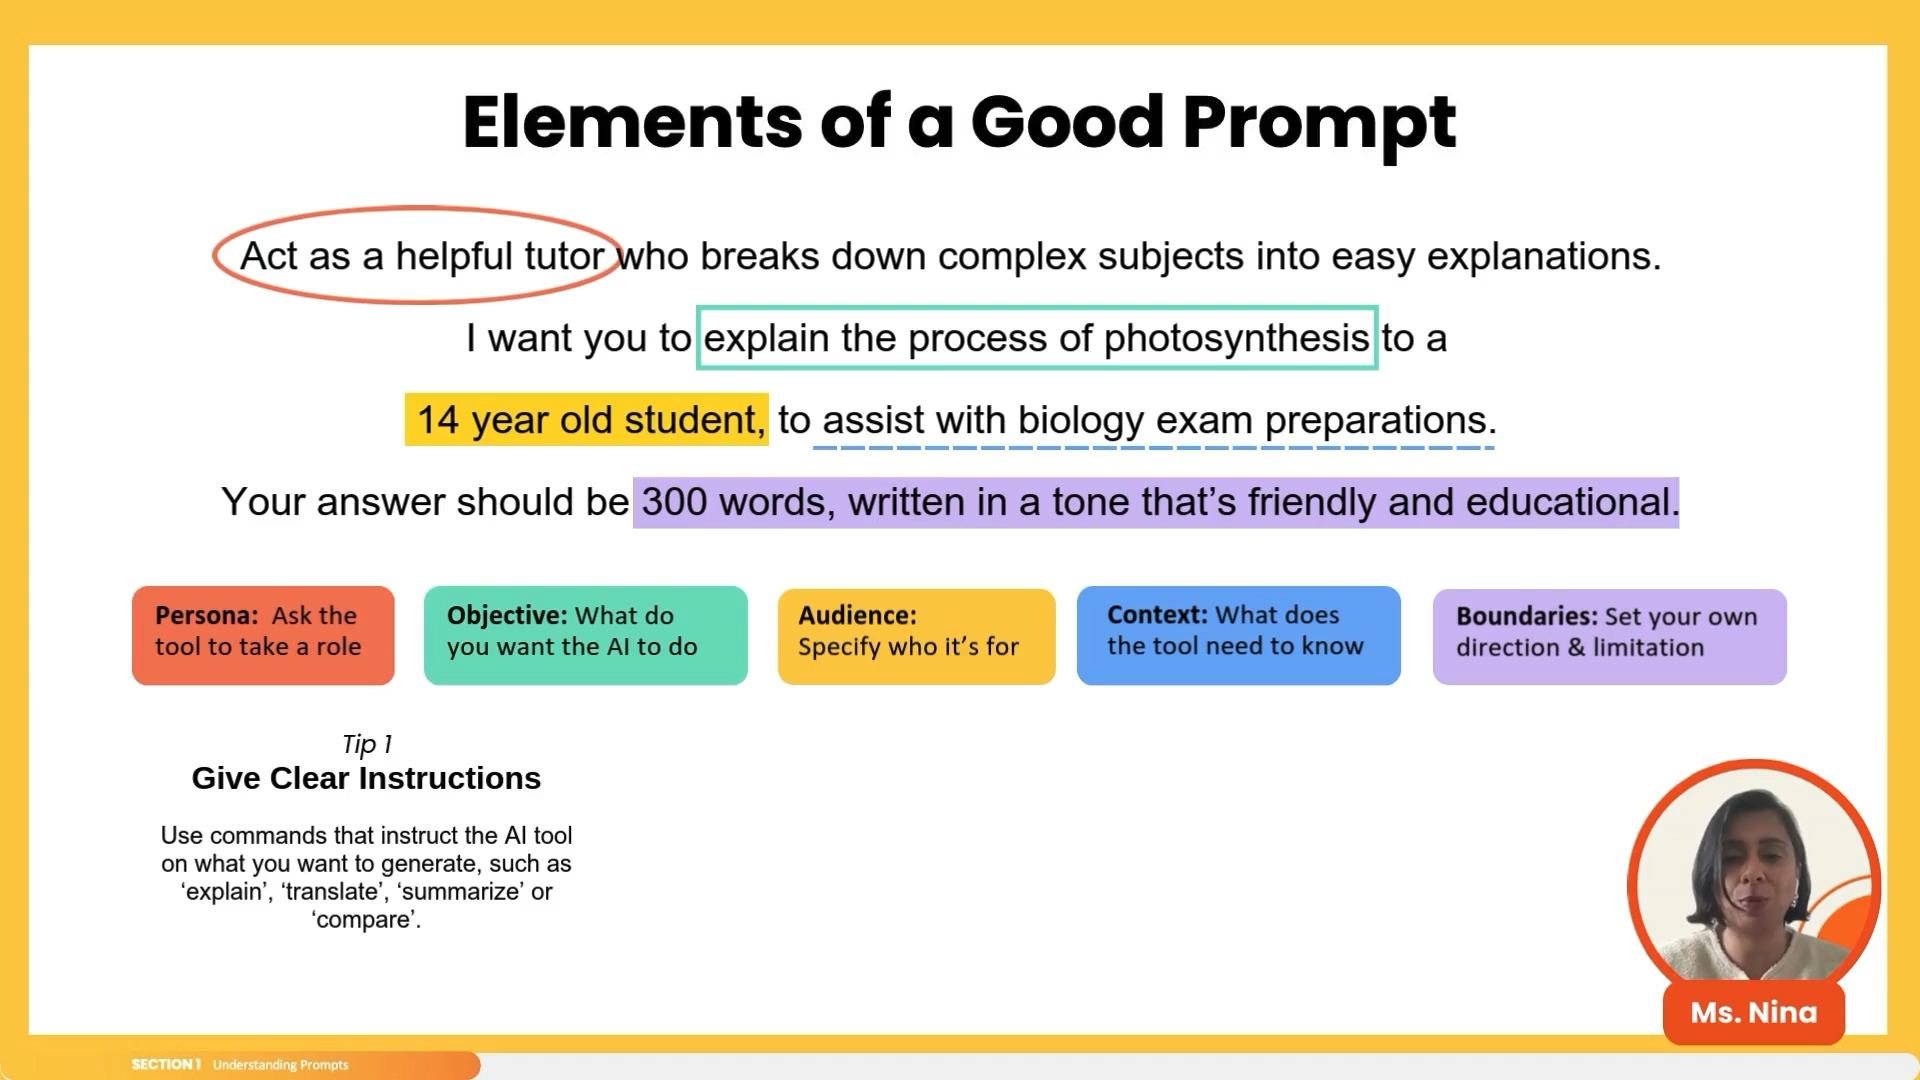 Elements of a Good Prompt
Act as a helpful tutor who breaks down complex subjects into easy explanations.
I want you to explain the process of photosynthesis to a
14 year old student, to assist with biology exam preparations.
Your answer should be 300 words, written in a tone that’s friendly and educational.
Persona: Ask the
tool to take a role
Objective: What do
you want the AI to do
Audience:
Specify who it’s for
Context: What does
the tool need to know
Boundaries: Set your own
direction & limitation
Tip 1
Give Clear Instructions
Use commands that instruct the AI tool
on what you want to generate, such as
‘explain’, ‘translate’, ‘summarize’ or
‘compare’.
Ms. Nina
SECTION 1 Understanding Prompts